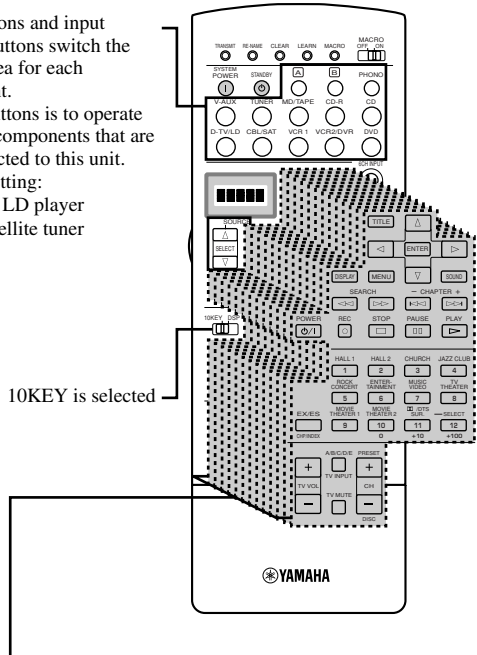 ons and input
uttons switch the
ea for each
t.
ttons is to operate
components that are
cted to this unit.
tting:
LD player
ellite tuner
10KEY is selected
TRANSMIT RE-NAME CLEAR LEARN MACRO
MACRO
OFF ON
SYSTEM
POWER STANDBY A B PHONO
V-AUX TUNER MD/TAPE CD-R CD
D-TV/LD CBL/SAT VCR 1 VCR2/DVR DVD
6CH INPUT
SOURCE
SELECT
TITLE
ENTER
DISPLAY MENU SOUND
SEARCH − CHAPTER +
10KEY DSP
POWER REC STOP PAUSE PLAY
HALL 1 HALL 2 CHURCH JAZZ CLUB
1 2 3 4
ROCK CONCERT ENTER-TAINMENT MUSIC VIDEO TV THEATER
5 6 7 8
EX/ES MOVIE THEATER 1 MOVIE THEATER 2 /DTS SUR. SELECT
9 10 11 12
CHP/INDEX 0 +10 +100
A/B/C/D/E PRESET
+ +
TV INPUT
TV VOL CH
TV MUTE
− −
DISC
YAMAHA